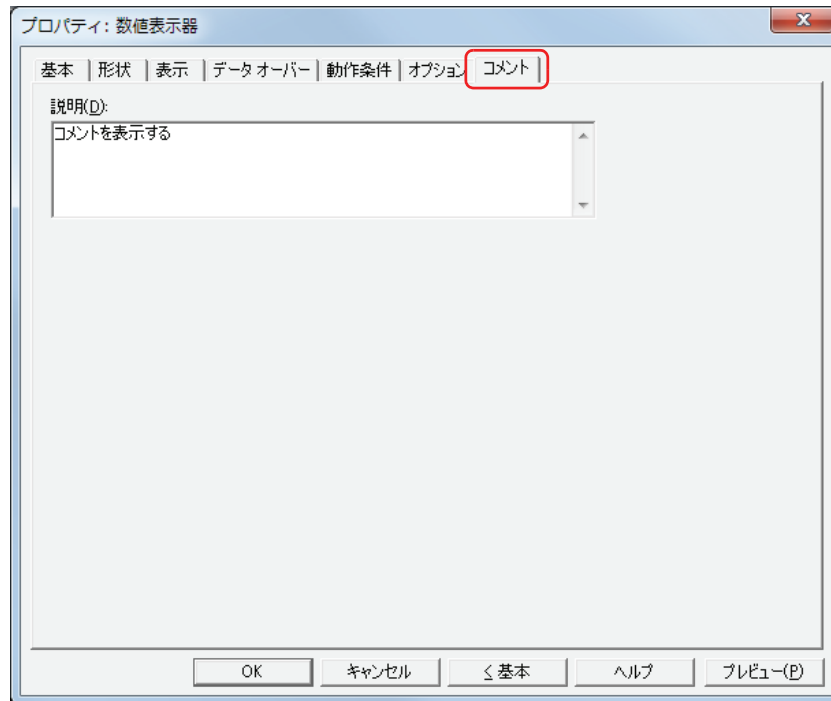 プロパティ: 数値表示器
基本 形状 表示 データ オーバー 動作条件 オプション コメント
説明(D):
コメントを表示する
OK キャンセル < 基本 ヘルプ プレビュー(P)